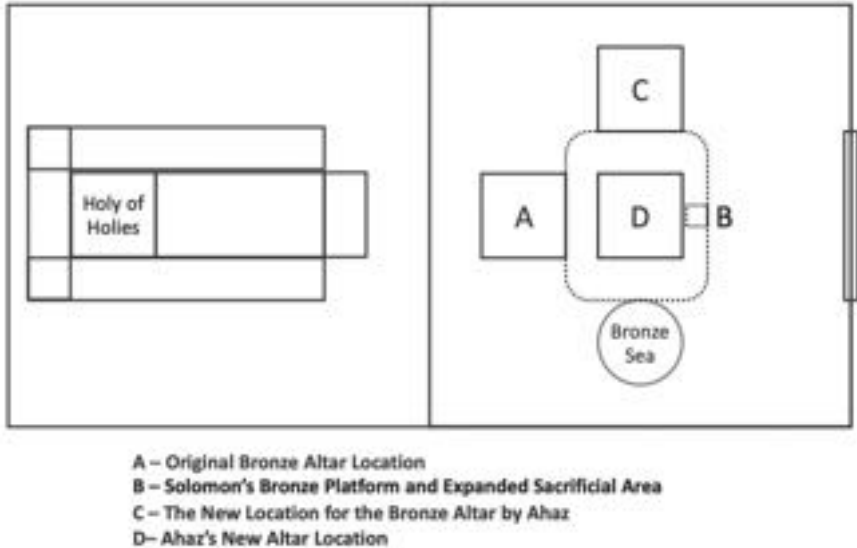 C
Holy of
Holies
A
D
B
Bronze
Sea
A – Original Bronze Altar Location
B – Solomon's Bronze Platform and Expanded Sacrificial Area
C – The New Location for the Bronze Altar by Ahaz
D– Ahaz's New Altar Location